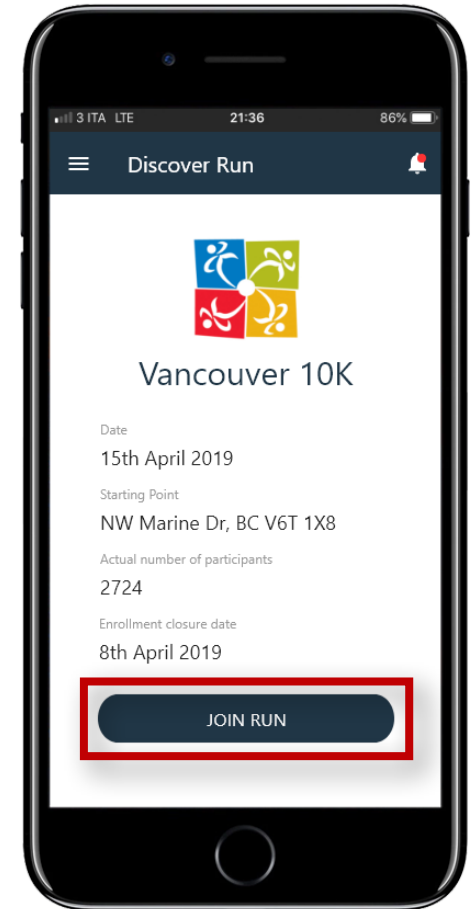 3 ITA LTE 21:36 86%
Discover Run
Vancouver 10K
Date
15th April 2019
Starting Point
NW Marine Dr, BC V6T 1X8
Actual number of participants
2724
Enrollment closure date
8th April 2019
JOIN RUN